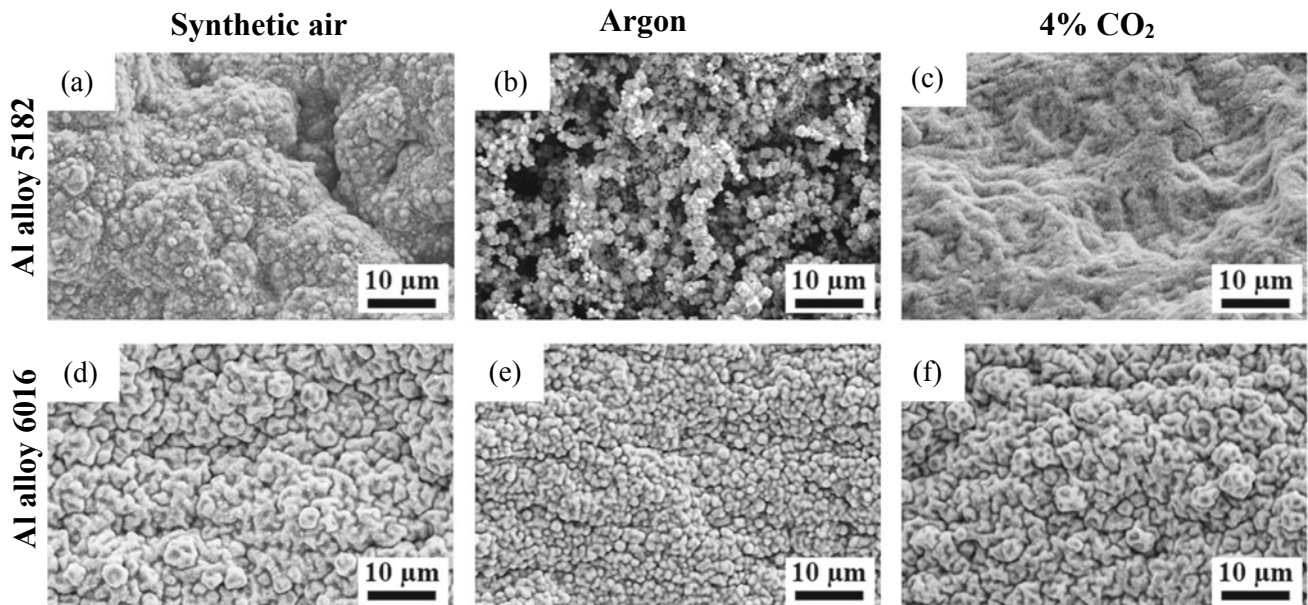 Synthetic air Argon 4% CO₂
Al alloy 5182
(a) (b) (c)
10 µm 10 µm 10 µm
Al alloy 6016
(d) (e) (f)
10 µm 10 µm 10 µm